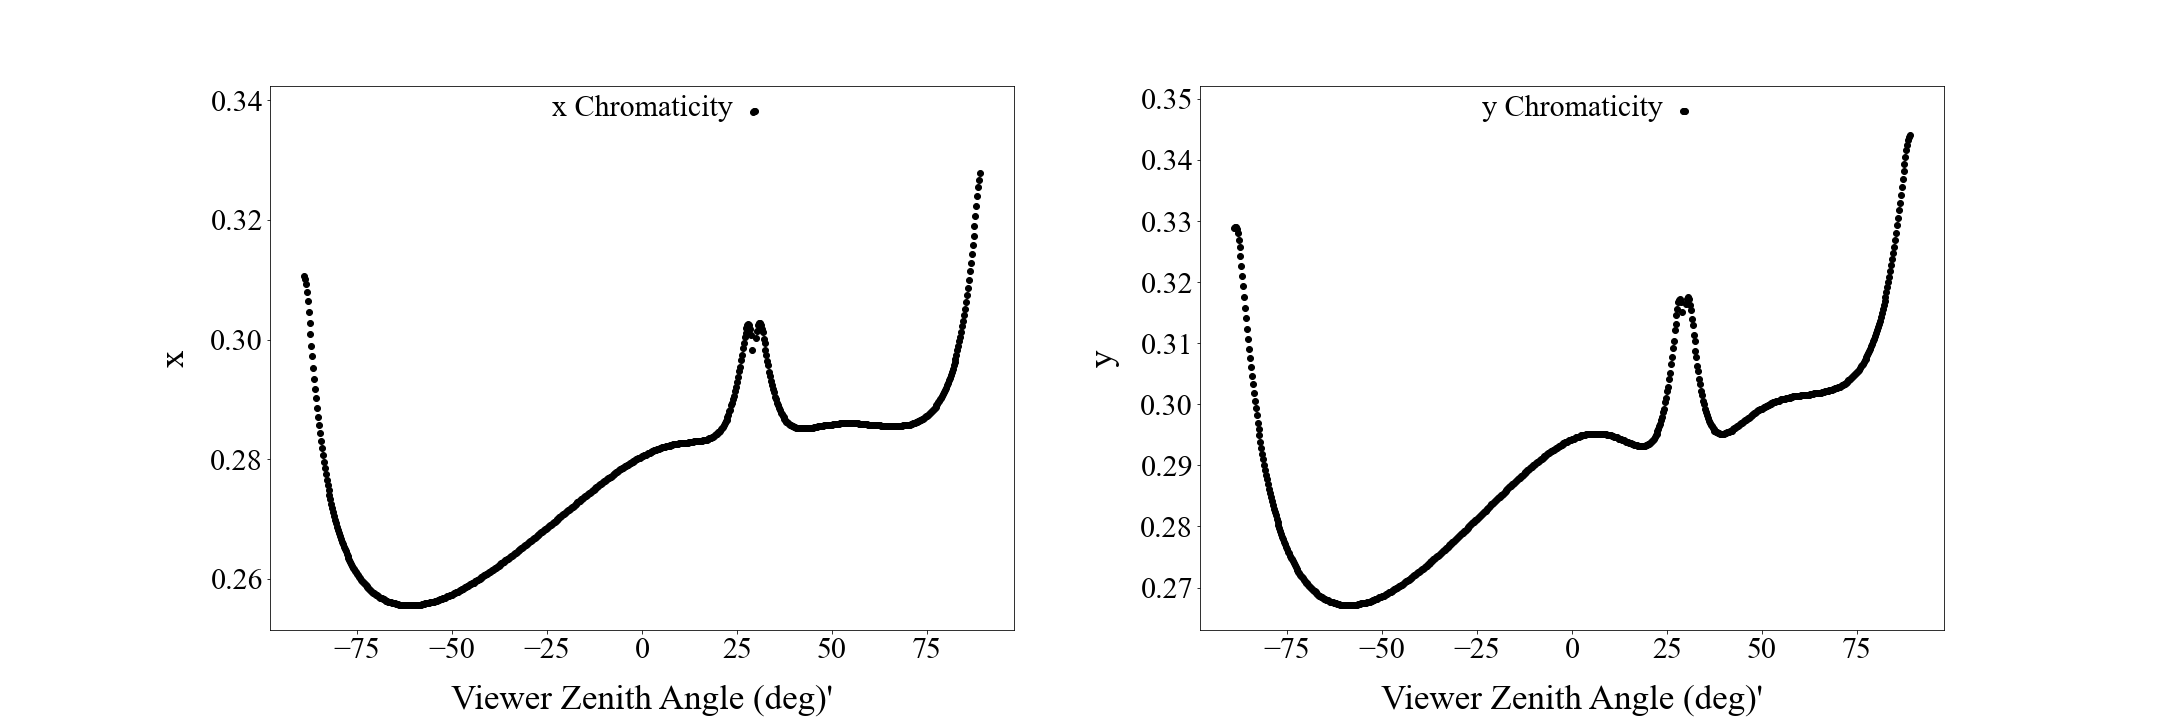 x Chromaticity
0.34
0.32
0.30
0.28
0.26
x
−75 −50 −25 0 25 50 75
Viewer Zenith Angle (deg)'
y Chromaticity
0.35
0.34
0.33
0.32
0.31
0.30
0.29
0.28
0.27
y
−75 −50 −25 0 25 50 75
Viewer Zenith Angle (deg)'